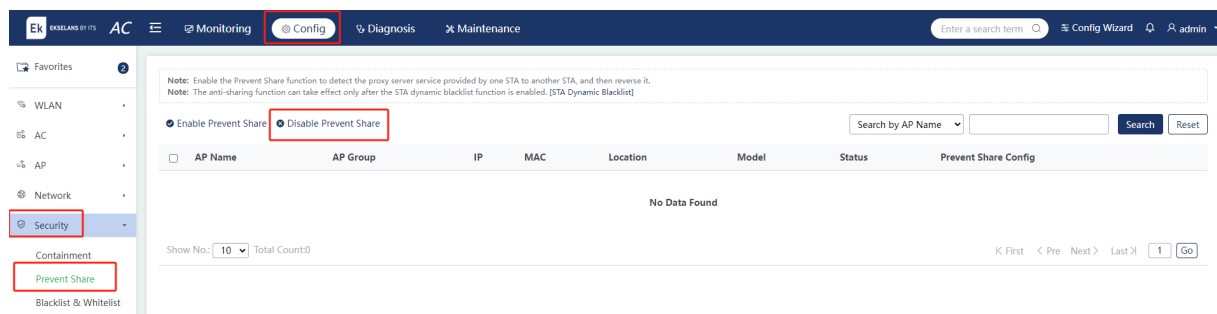 Ek EKSELANS BY ITS AC Monitoring Config Diagnosis Maintenance Enter a search term Config Wizard admin
Favorites 2
WLAN
AC
AP
Network
Security
Containment
Prevent Share
Blacklist & Whitelist
Note: Enable the Prevent Share function to detect the proxy server service provided by one STA to another STA, and then reverse it.
Note: The anti-sharing function can take effect only after the STA dynamic blacklist function is enabled. [STA Dynamic Blacklist]
Enable Prevent Share Disable Prevent Share Search by AP Name Search Reset
AP Name AP Group IP MAC Location Model Status Prevent Share Config
No Data Found
Show No.: 10 Total Count:0 First Pre Next Last 1 Go